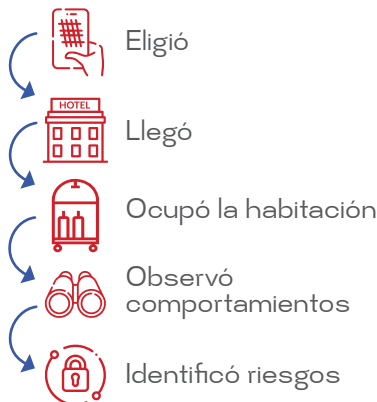 Eligió
HOTEL
Llegó
Ocupó la habitación
Observó
comportamientos
Identificó riesgos